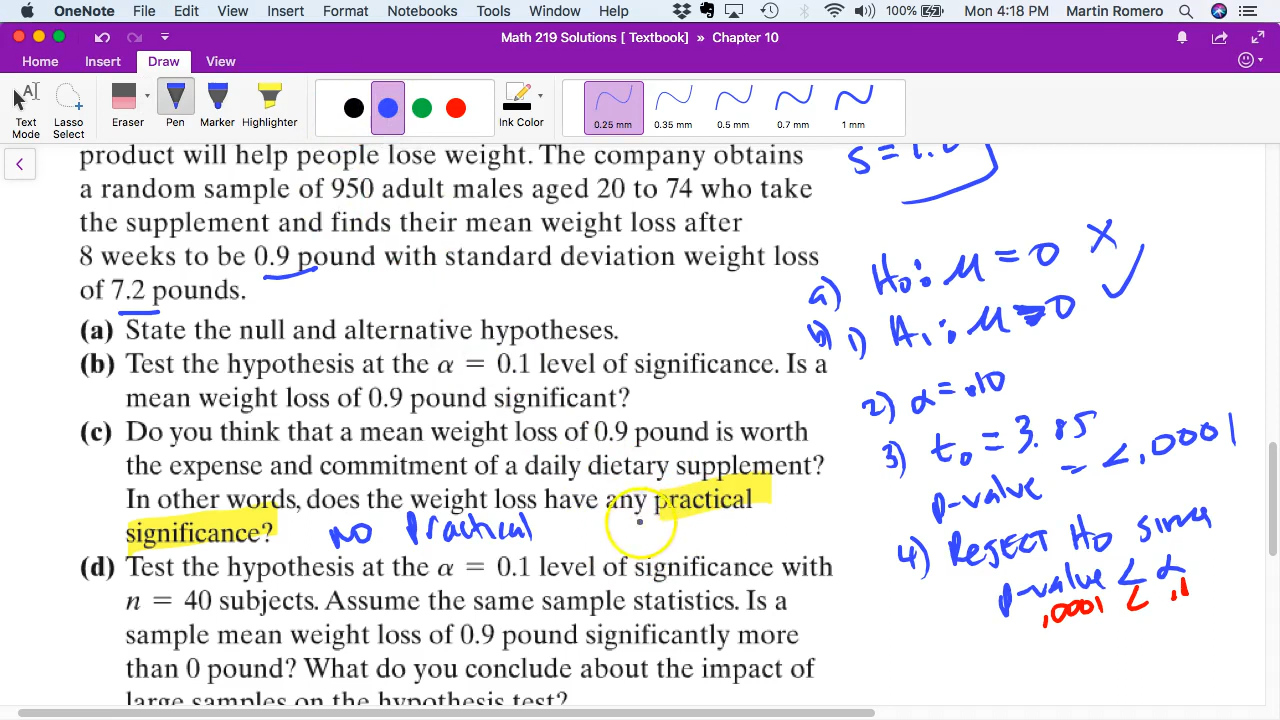 OneNote File Edit View Insert Format Notebooks Tools Window Help 100% Mon 4:18 PM Martin Romero
Math 219 Solutions [ Textbook] » Chapter 10
Home Insert Draw View
Text Mode
Lasso Select
Eraser
Pen
Marker
Highlighter
Ink Color
0.25 mm
0.35 mm
0.5 mm
0.7 mm
1 mm
product will help people lose weight. The company obtains
a random sample of 950 adult males aged 20 to 74 who take
the supplement and finds their mean weight loss after
8 weeks to be 0.9 pound with standard deviation weight loss
of 7.2 pounds.
(a) State the null and alternative hypotheses.
(b) Test the hypothesis at the α = 0.1 level of significance. Is a
mean weight loss of 0.9 pound significant?
(c) Do you think that a mean weight loss of 0.9 pound is worth
the expense and commitment of a daily dietary supplement?
In other words, does the weight loss have any practical
significance? NO Practical
(d) Test the hypothesis at the α = 0.1 level of significance with
n = 40 subjects. Assume the same sample statistics. Is a
sample mean weight loss of 0.9 pound significantly more
than 0 pound? What do you conclude about the impact of
large samples on the hypothesis test?
a) H₀: μ = 0 X
b) 1) H₁: μ > 0 ✓
2) α = .10
3) t₀ = 3.85
p-value = <.0001
4) REJECT H₀ since
p-value < α
.0001 < .1